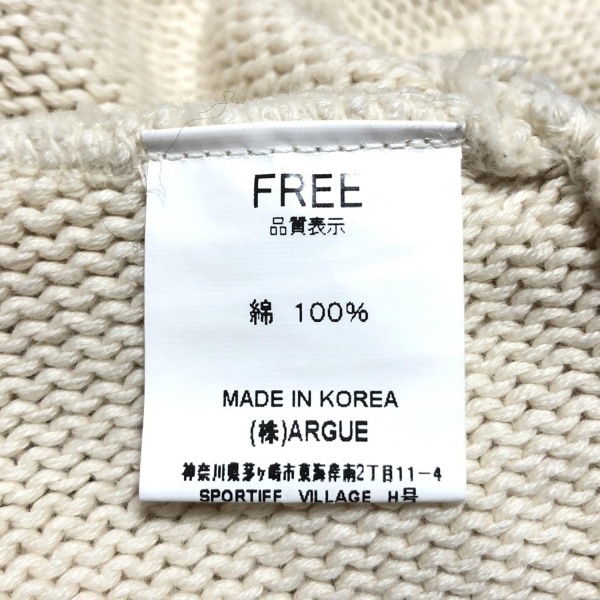 FREE
品質表示
綿 100%
MADE IN KOREA
(株)ARGUE
神奈川県茅ヶ崎市東海岸南2丁目11-4
SPORTIFF VILLAGE H号